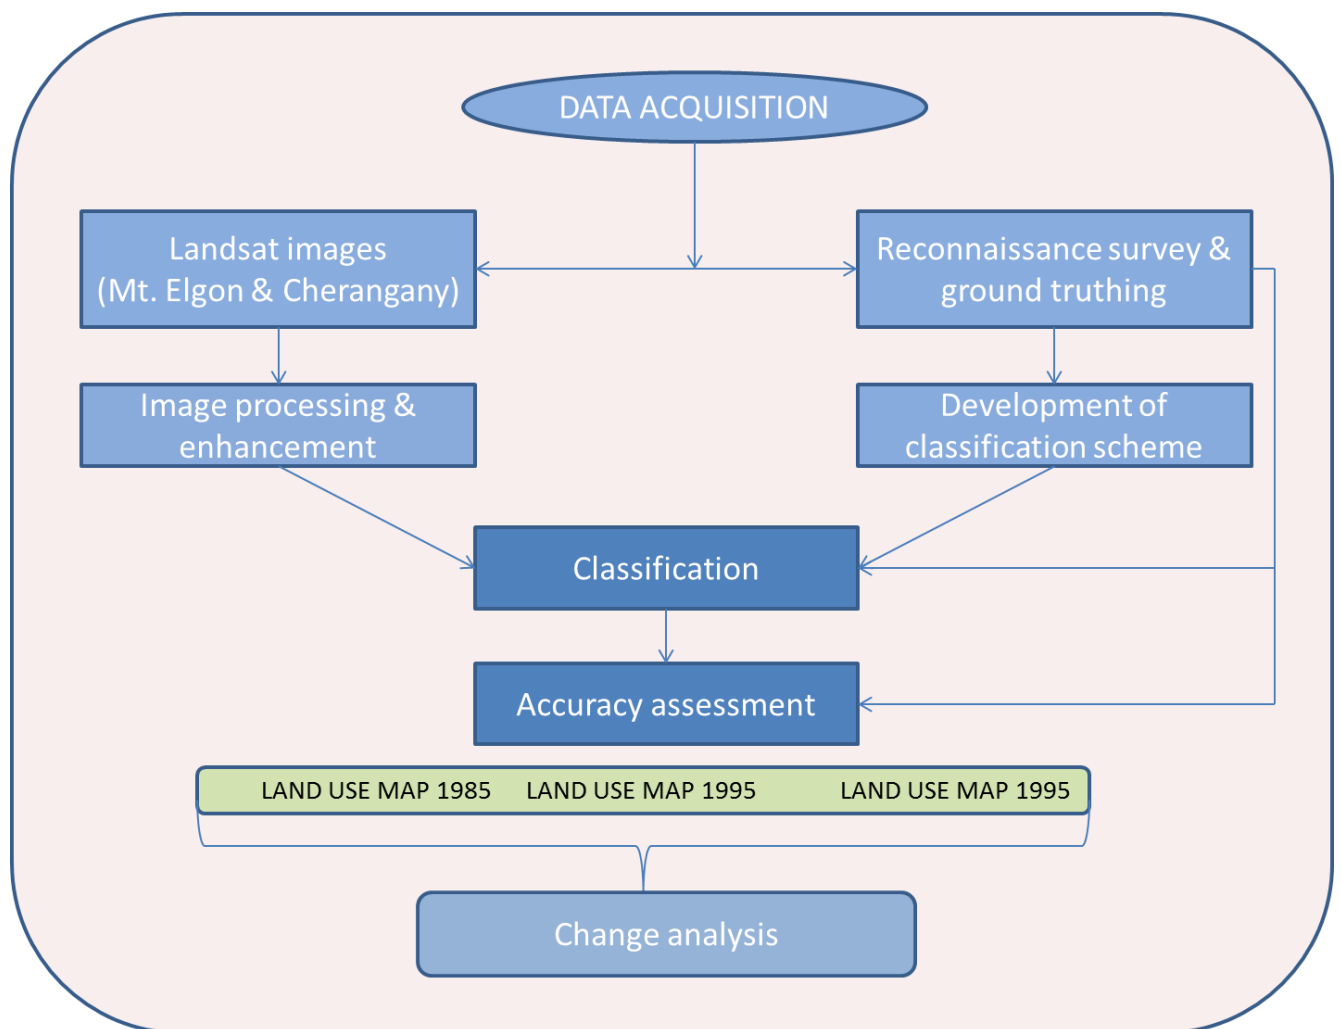 DATA ACQUISITION
Landsat images
(Mt. Elgon & Cherangany)
Reconnaissance survey &
ground truthing
Image processing &
enhancement
Development of
classification scheme
Classification
Accuracy assessment
LAND USE MAP 1985 LAND USE MAP 1995 LAND USE MAP 1995
Change analysis